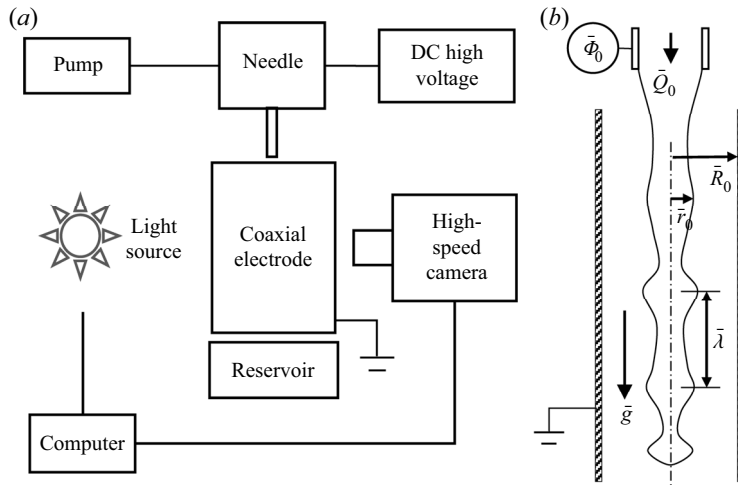 (a)
Pump
Needle
DC high
voltage
Light
source
Coaxial
electrode
High-
speed
camera
Reservoir
Computer
(b)
Φ̄₀
Q̄₀
R̄₀
r̄₀
λ̄
ḡ